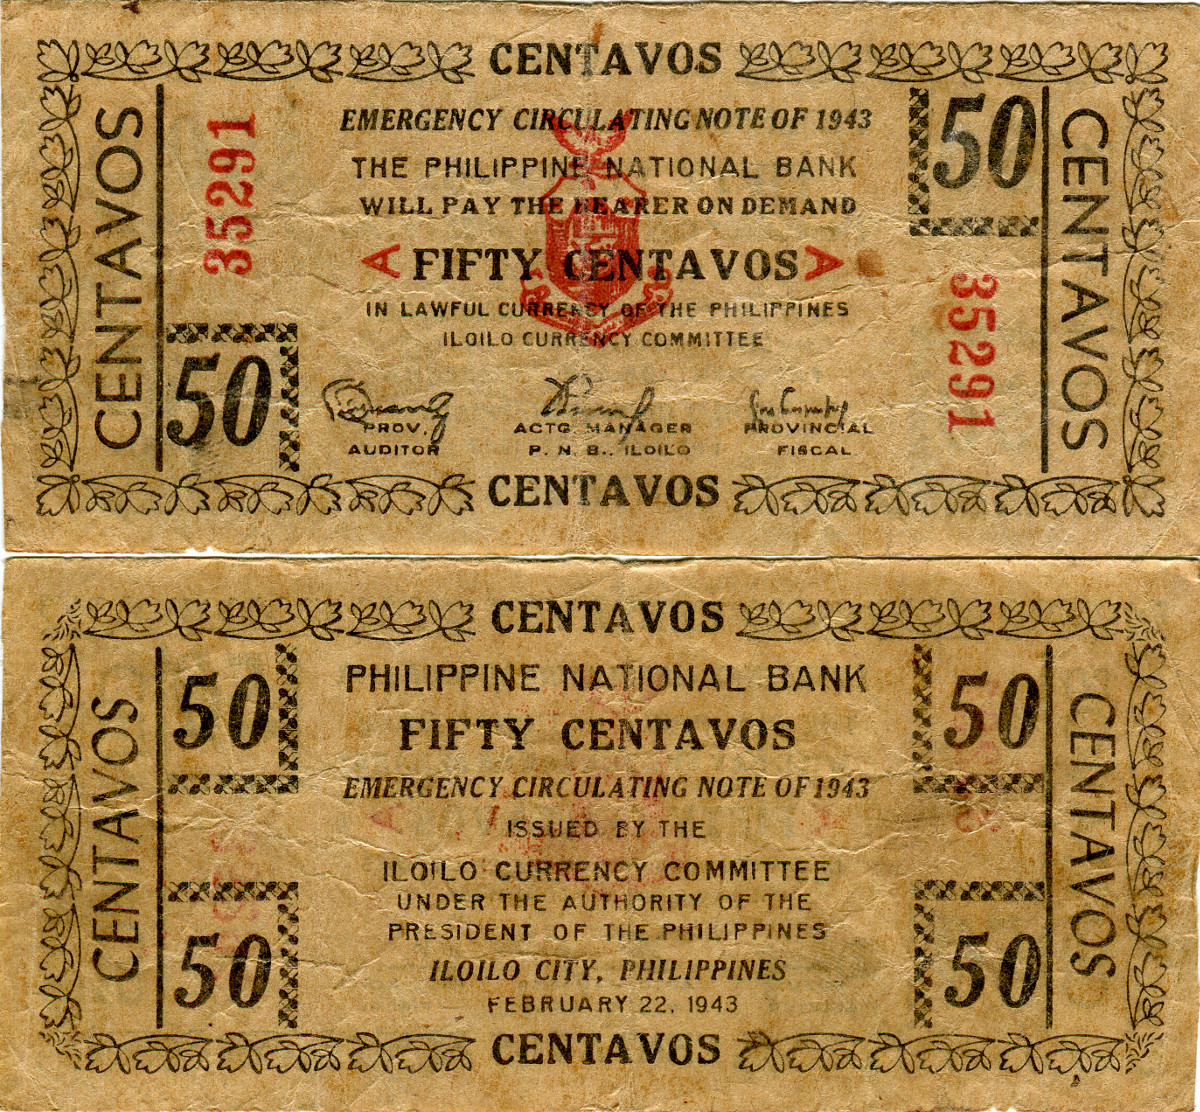 CENTAVOS
CENTAVOS
35291
EMERGENCY CIRCULATING NOTE OF 1943
THE PHILIPPINE NATIONAL BANK
WILL PAY THE BEARER ON DEMAND
A FIFTY CENTAVOS A
IN LAWFUL CURRENCY OF THE PHILIPPINES
ILOILO CURRENCY COMMITTEE
50
CENTAVOS
50
35291
PROV. AUDITOR
ACTG. MANAGER P. N. B., ILOILO
PROVINCIAL FISCAL
CENTAVOS
CENTAVOS
CENTAVOS
50
PHILIPPINE NATIONAL BANK
50
CENTAVOS
FIFTY CENTAVOS
EMERGENCY CIRCULATING NOTE OF 1943
ISSUED BY THE
ILOILO CURRENCY COMMITTEE
UNDER THE AUTHORITY OF THE
PRESIDENT OF THE PHILIPPINES
50
ILOILO CITY, PHILIPPINES
50
FEBRUARY 22, 1943
CENTAVOS